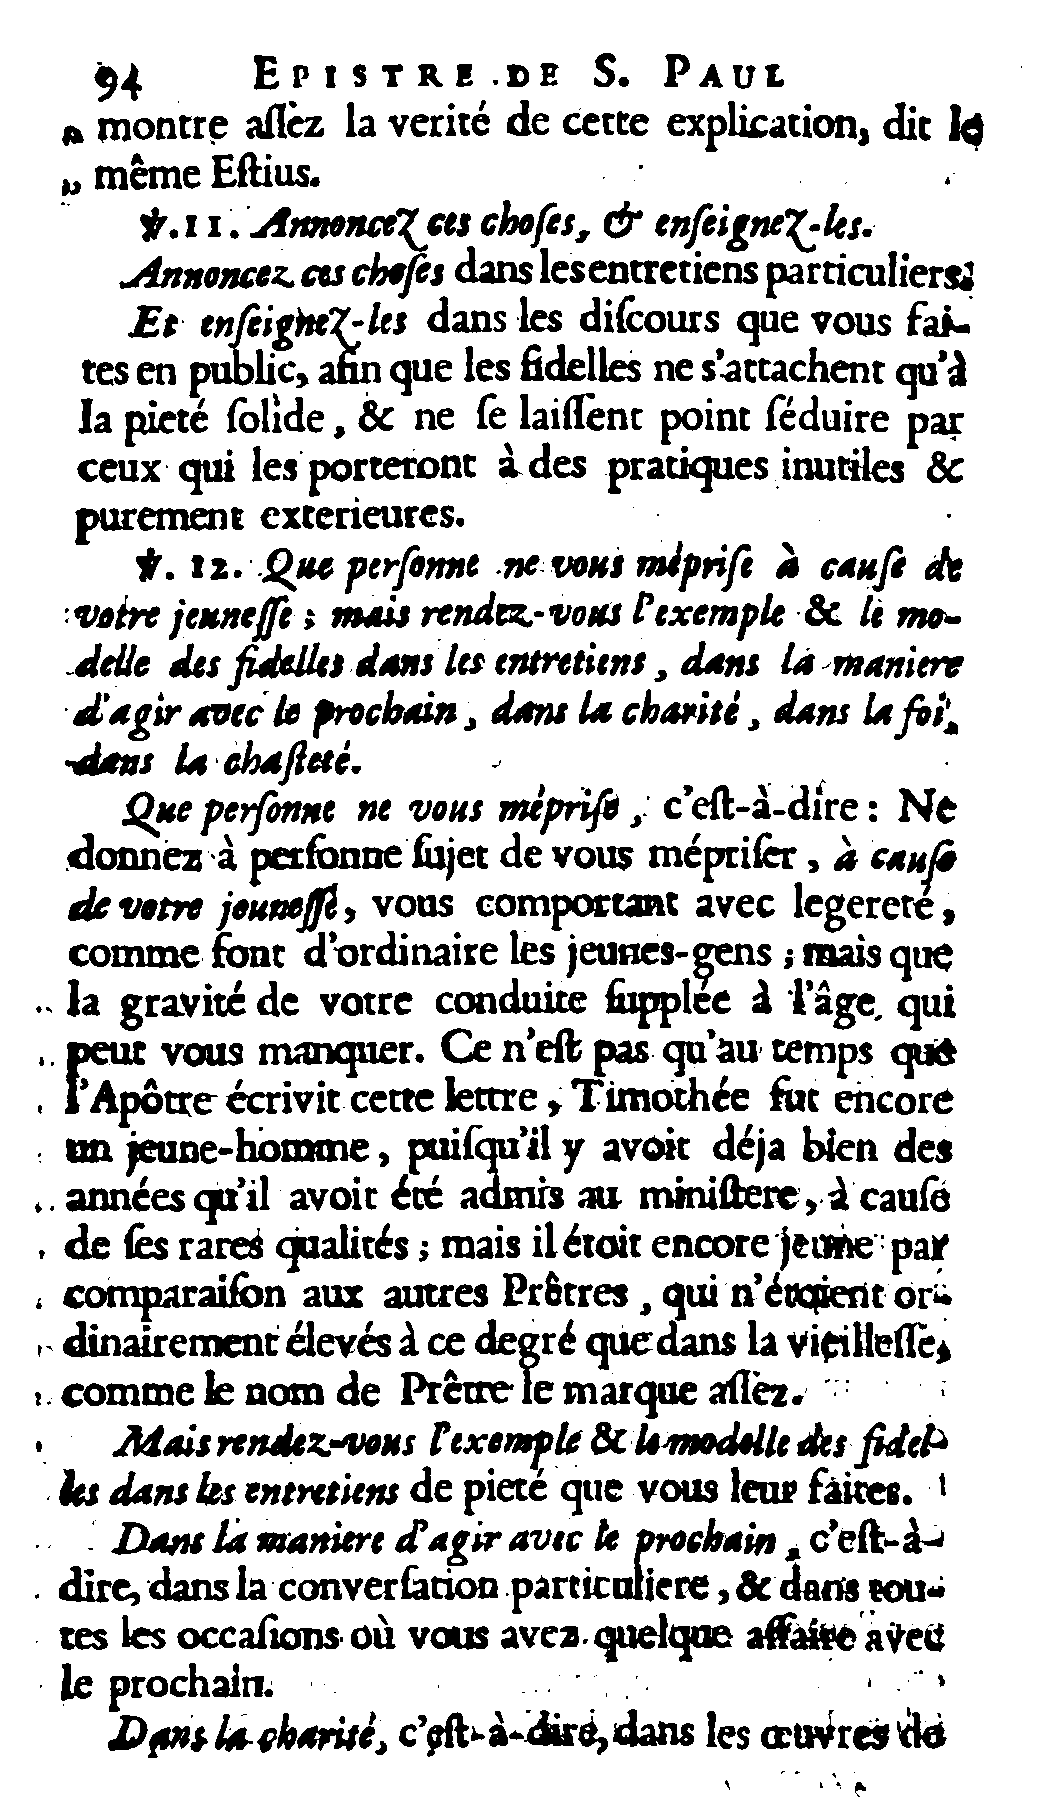 94 EPISTRE DE S. PAUL
„ montre aſſez la verité de cette explication, dit le
„ même Eſtius.
℣. 11. Annoncez ces choſes, & enſeignez-les.
Annoncez ces choſes dans les entretiens particuliers.
Et enſeignez-les dans les diſcours que vous fai-
tes en public, afin que les fidelles ne s'attachent qu'à
la pieté ſolide, & ne ſe laiſſent point ſéduire par
ceux qui les porteront à des pratiques inutiles &
purement exterieures.
℣. 12. Que perſonne ne vous mépriſe à cauſe de
votre jeuneſſe ; mais rendez-vous l'exemple & le mo-
delle des fidelles dans les entretiens, dans la maniere
d'agir avec le prochain, dans la charité, dans la foi,
dans la chaſteté.
Que perſonne ne vous mépriſe, c'eſt-à-dire : Ne
donnez à perſonne ſujet de vous mépriſer, à cauſe
de votre jeuneſſe, vous comportant avec legereté,
comme font d'ordinaire les jeunes-gens ; mais que
la gravité de votre conduite ſupplée à l'âge qui
peut vous manquer. Ce n'eſt pas qu'au temps que
l'Apôtre écrivit cette lettre, Timothée fut encore
un jeune-homme, puiſqu'il y avoit déja bien des
années qu'il avoit été admis au miniſtere, à cauſe
de ſes rares qualités ; mais il étoit encore jeune par
comparaiſon aux autres Prêtres, qui n'étoient or-
dinairement élevés à ce degré que dans la vieilleſſe,
comme le nom de Prêtre le marque aſſez.
Mais rendez-vous l'exemple & le modelle des fidel-
les dans les entretiens de pieté que vous leur faites.
Dans la maniere d'agir avec le prochain, c'eſt-à-
dire, dans la converſation particuliere, & dans tou-
tes les occaſions où vous avez quelque affaire avec
le prochain.
Dans la charité, c'eſt-à-dire, dans les œuvres de